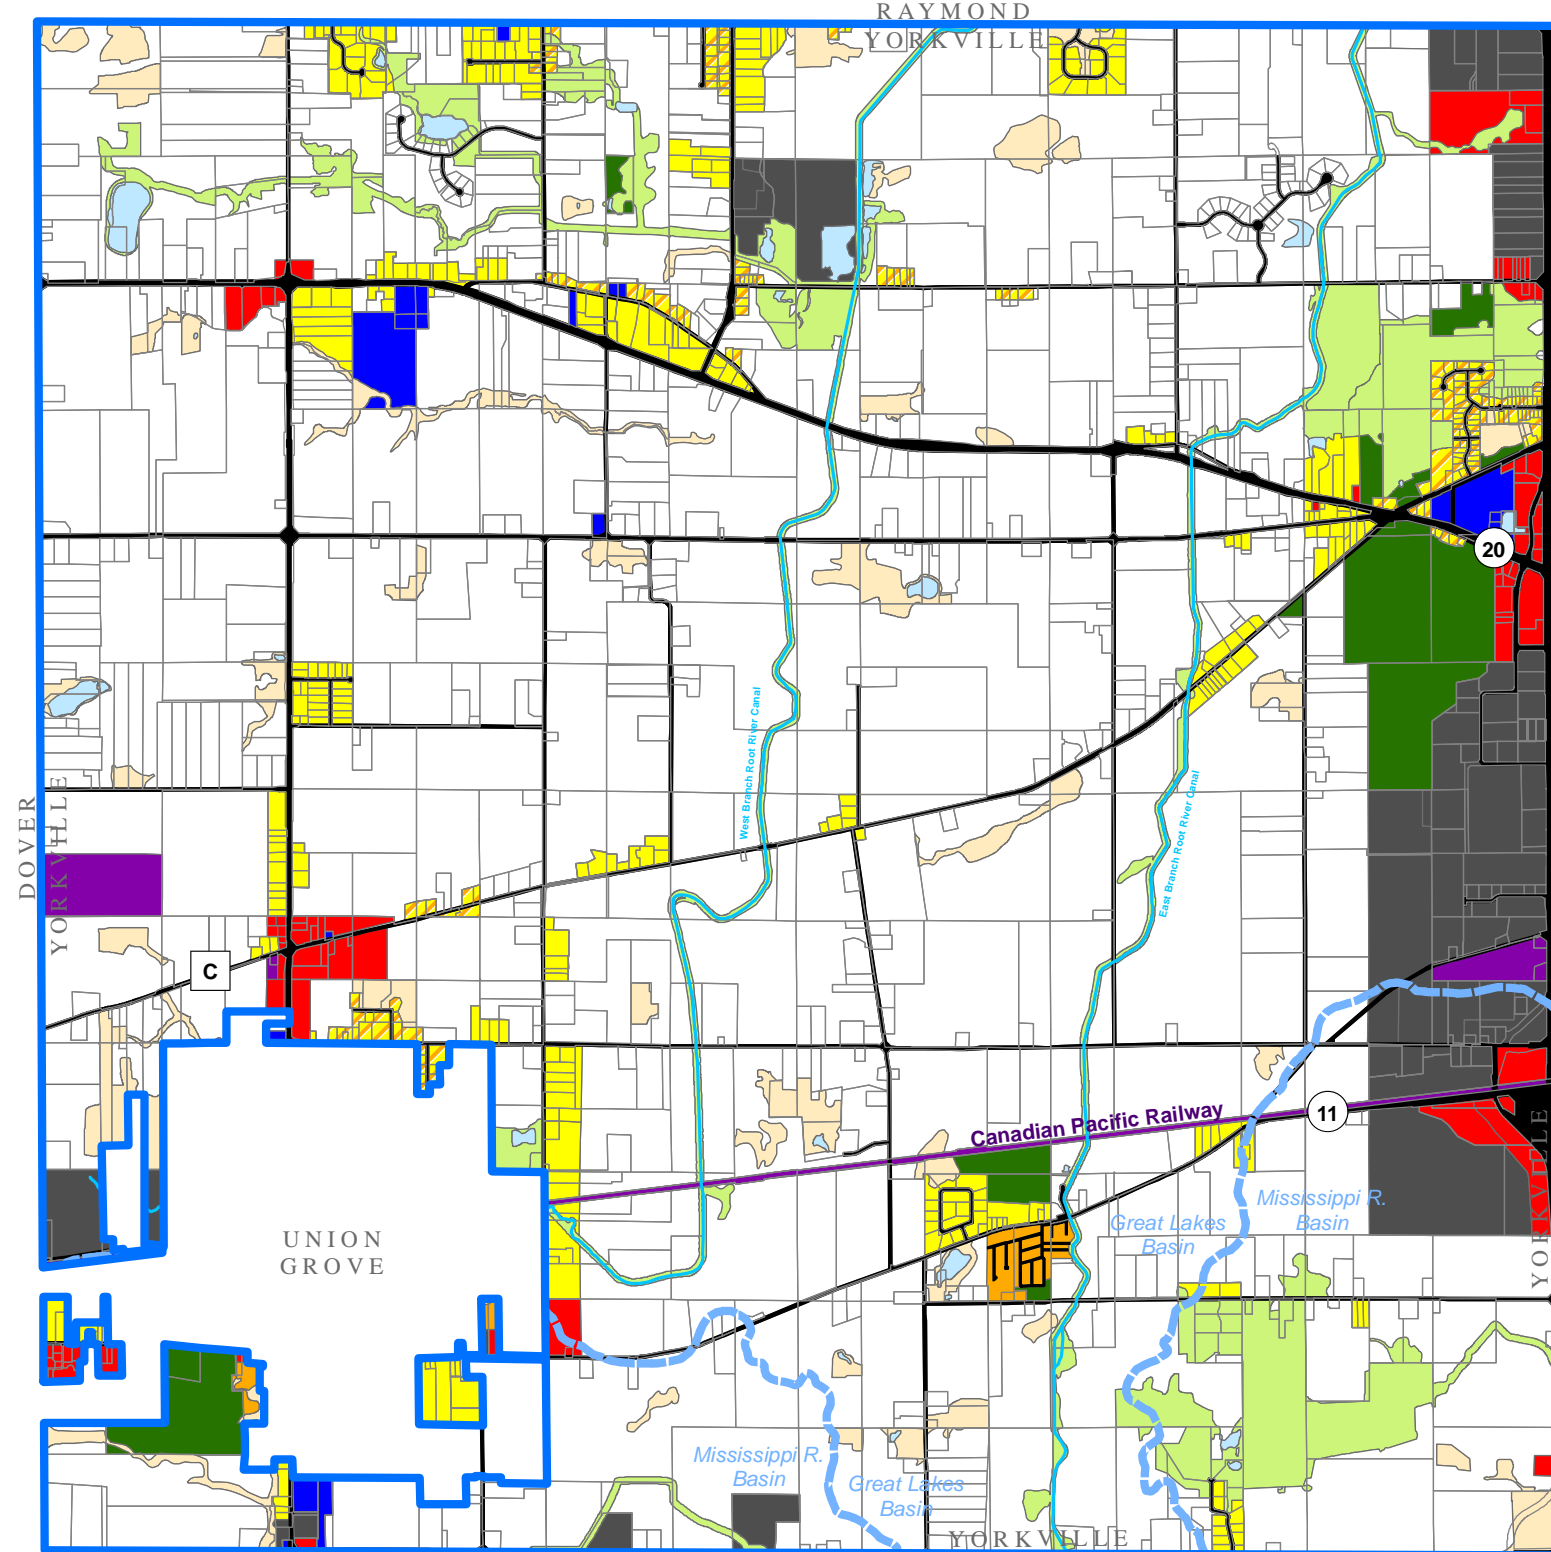 RAYMOND
YORKVILLE
20
West Branch Root River Canal
East Branch Root River Canal
DOVER
YORKVILLE
C
Canadian Pacific Railway
11
YORKVILLE
Mississippi R.
Basin
Great Lakes
Basin
UNION
GROVE
Mississippi R.
Basin
Great Lakes
Basin
YORKVILLE